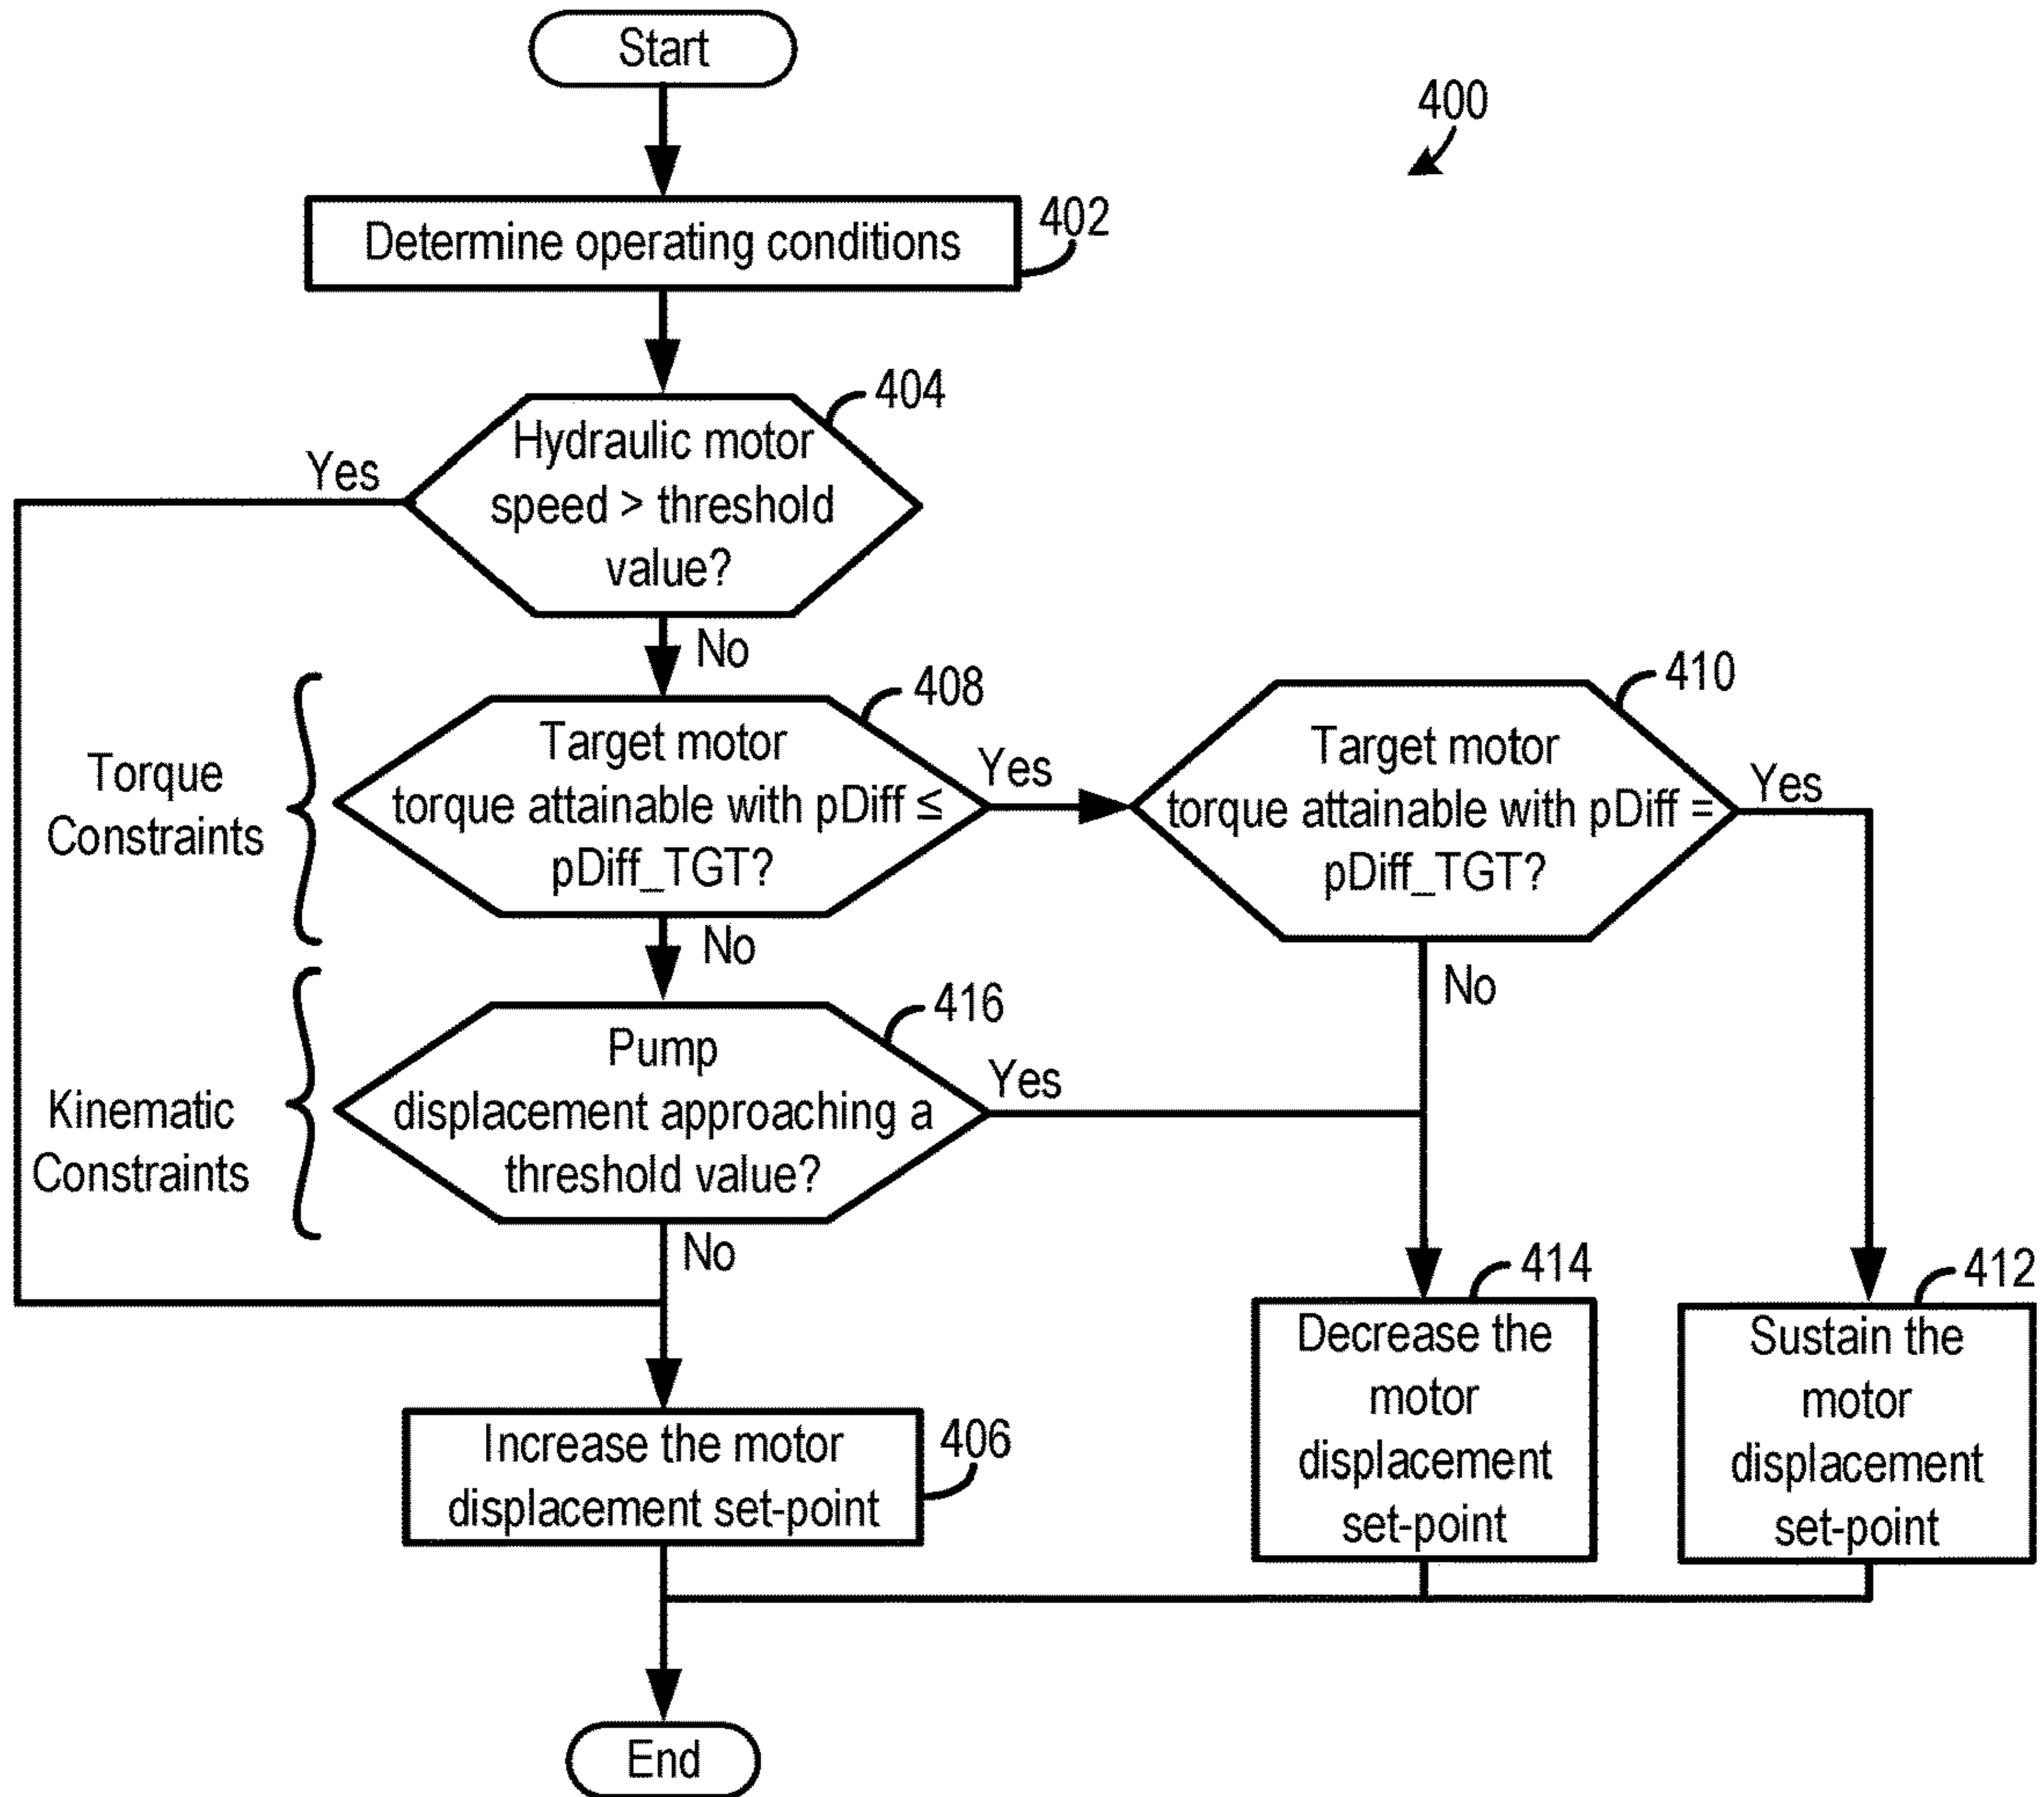 Start
400
Determine operating conditions
402
404
Hydraulic motor
speed > threshold
value?
Yes
No
408
Target motor
torque attainable with pDiff ≤
pDiff_TGT?
Yes
No
410
Target motor
torque attainable with pDiff =
pDiff_TGT?
Yes
No
Torque
Constraints
416
Pump
displacement approaching a
threshold value?
Yes
No
Kinematic
Constraints
414
Decrease the
motor
displacement
set-point
412
Sustain the
motor
displacement
set-point
Increase the motor
displacement set-point
406
End